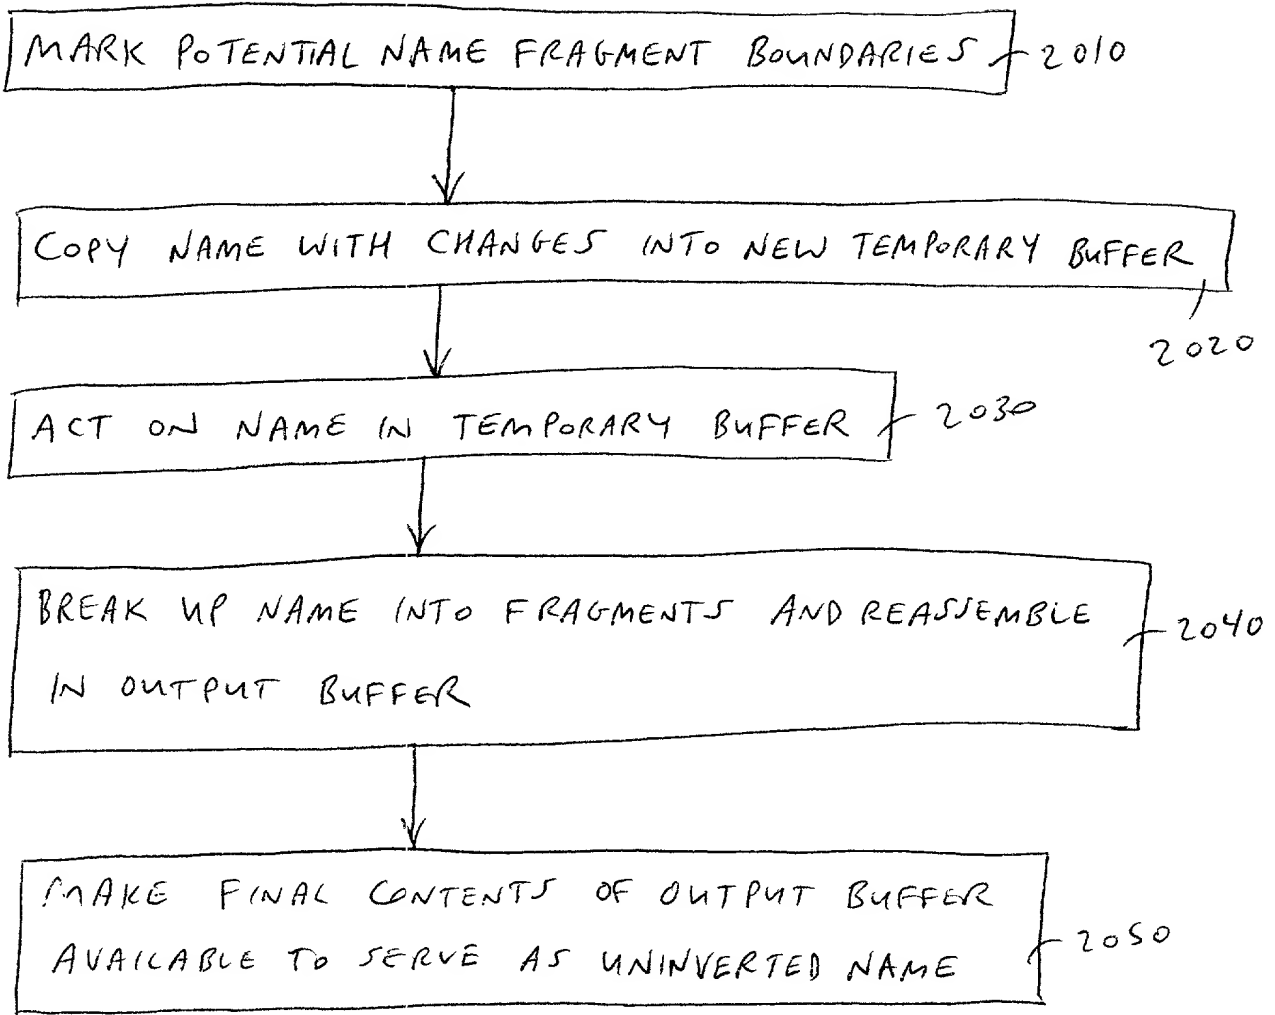 MARK POTENTIAL NAME FRAGMENT BOUNDARIES 2010
COPY NAME WITH CHANGES INTO NEW TEMPORARY BUFFER
2020
ACT ON NAME IN TEMPORARY BUFFER 2030
BREAK UP NAME INTO FRAGMENTS AND REASSEMBLE
2040
IN OUTPUT BUFFER
MAKE FINAL CONTENTS OF OUTPUT BUFFER
2050
AVAILABLE TO SERVE AS UNINVERTED NAME